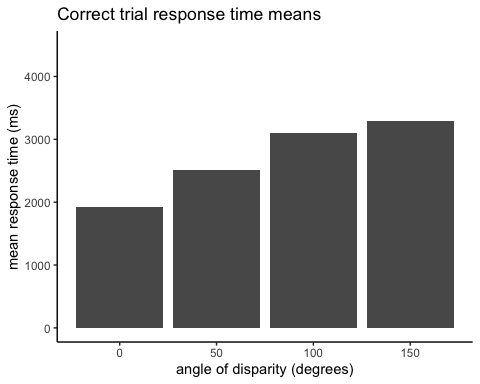 Correct trial response time means
mean response time (ms)
4000
3000
2000
1000
0
0 50 100 150
angle of disparity (degrees)